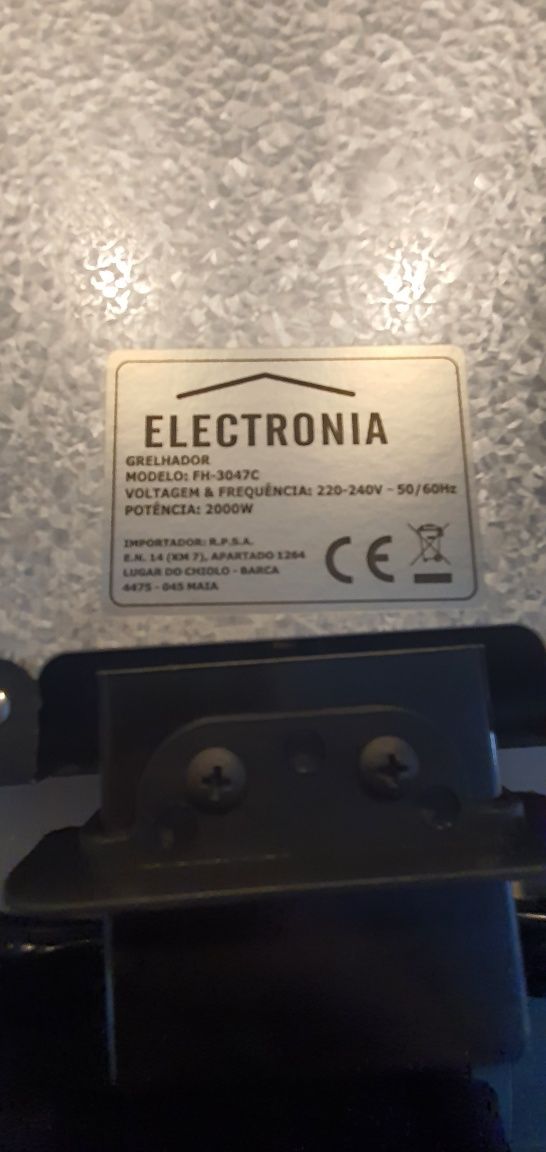 ELECTRONIA
GRELHADOR
MODELO: FH-3047C
VOLTAGEM & FREQUÊNCIA: 220-240V ~ 50/60Hz
POTÊNCIA: 2000W
IMPORTADOR: R.P.S.A.
E.N. 14 (KM 7), APARTADO 1264
LUGAR DO CHIOLO - BARCA
4475 - 045 MAIA
CE